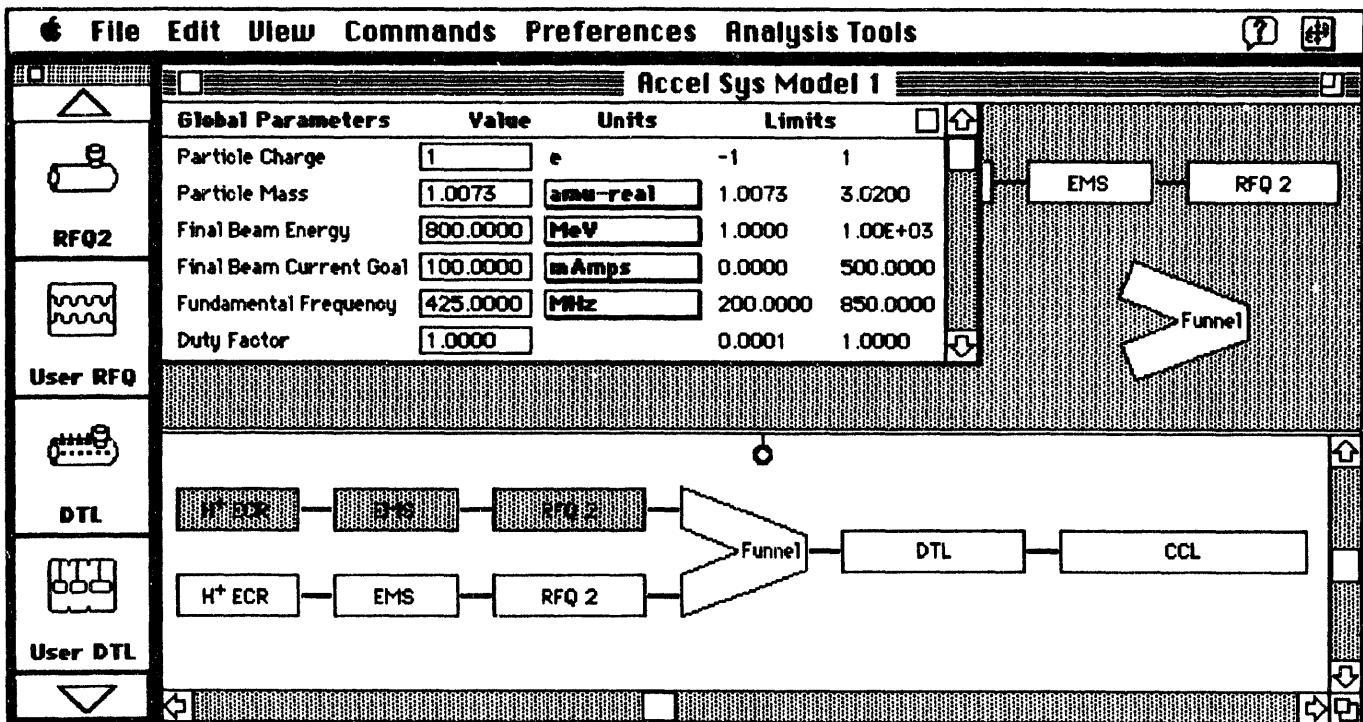 File Edit View Commands Preferences Analysis Tools ?
Accel Sys Model 1
Global Parameters Value Units Limits
Particle Charge 1 e -1 1
Particle Mass 1.0073 amu-real 1.0073 3.0200
Final Beam Energy 800.0000 MeV 1.0000 1.00E+03
Final Beam Current Goal 100.0000 mAmps 0.0000 500.0000
Fundamental Frequency 425.0000 MHz 200.0000 850.0000
Duty Factor 1.0000 0.0001 1.0000
RFQ2
User RFQ
DTL
User DTL
EMS RFQ 2
Funnel
H⁺ ECR EMS RFQ 2
Funnel DTL CCL
H⁺ ECR EMS RFQ 2